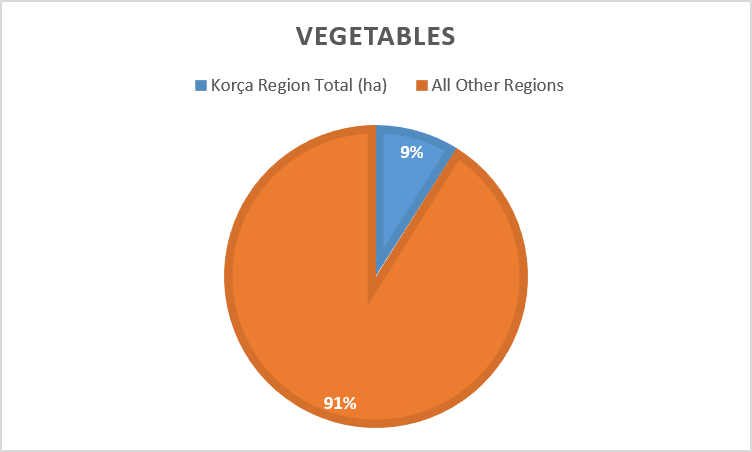 VEGETABLES
Korça Region Total (ha) All Other Regions
9%
91%